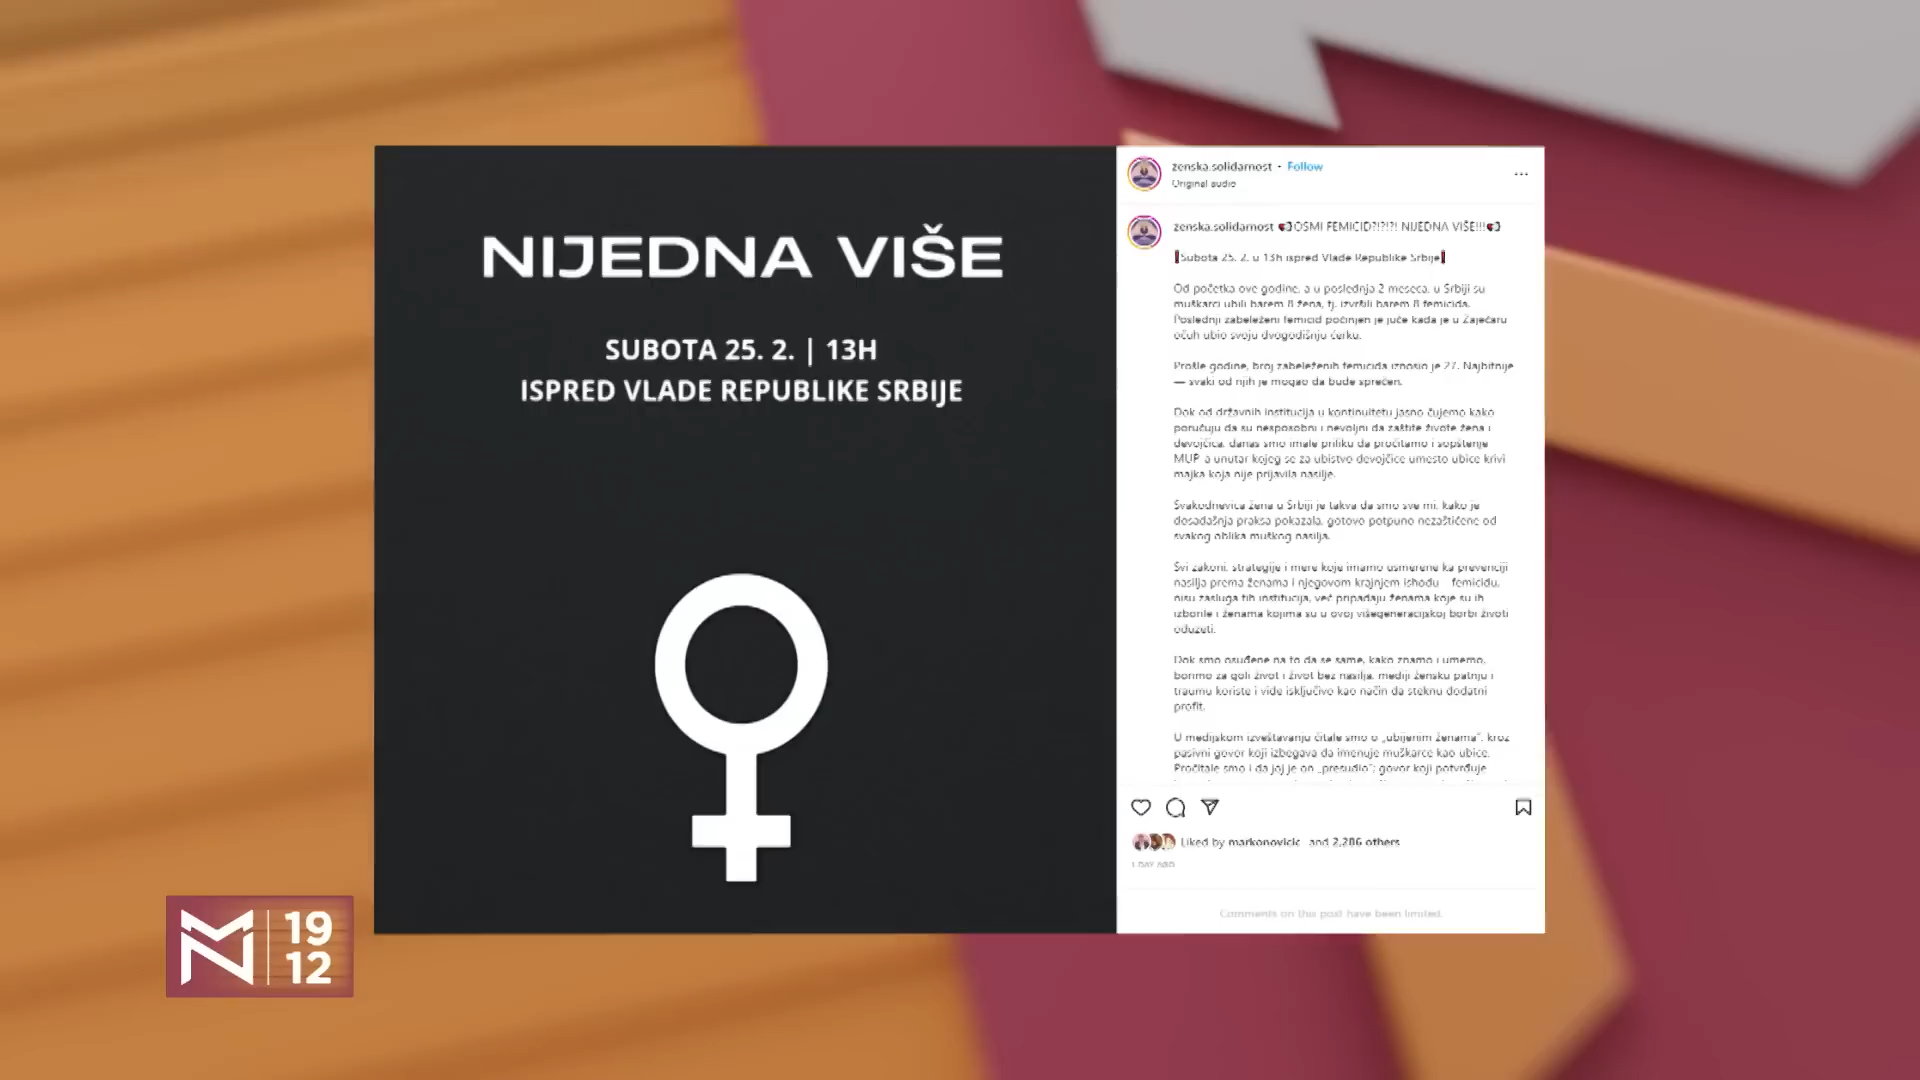 NIJEDNA VIŠE
SUBOTA 25. 2. | 13H
ISPRED VLADE REPUBLIKE SRBIJE
zenska.solidarnost • Follow
Original audio
zenska.solidarnost OSMI FEMICID?!?!?! NIJEDNA VIŠE!!!
Subota 25. 2. u 13h ispred Vlade Republike Srbije
Od početka ove godine, a u poslednja 2 meseca, u Srbiji su
muškarci ubili barem 8 žena, tj. izvršili barem 8 femicida.
Poslednji zabeleženi femicid počinjen je juče kada je u Zaječaru
očuh ubio svoju dvogodišnju ćerku.
Prošle godine, broj zabeleženih femicida iznosio je 27. Najbitnije
— svaki od njih je mogao da bude sprečen.
Dok od državnih institucija u kontinuitetu jasno čujemo kako
poručuju da su nesposobni i nevoljni da zaštite živote žena i
devojčica, danas smo imale priliku da pročitamo i sopštenje
MUP-a unutar kojeg se za ubistvo devojčice umesto ubice krivi
majka koja nije prijavila nasilje.
Svakodnevica žena u Srbiji je takva da smo sve mi, kako je
dosadašnja praksa pokazala, gotovo potpuno nezaštićene od
svakog oblika muškog nasilja.
Svi zakoni, strategije i mere koje imamo usmerene ka prevenciji
nasilja prema ženama i njegovom krajnjem ishodu - femicidu,
nisu zasluga tih institucija, već pripadaju ženama koje su ih
izborile i ženama kojima su u ovoj višegeneracijskoj borbi životi
oduzeti.
Dok smo osuđene na to da se same, kako znamo i umemo,
borimo za goli život i život bez nasilja, mediji žensku patnju i
traumu koriste i vide isključivo kao način da steknu dodatni
profit.
U medijskom izveštavanju čitale smo o „ubijenim ženama“, kroz
pasivni govor koji izbegava da imenuje muškarce kao ubice.
Pročitale smo i da joj je on „presudio“; govor koji potvrđuje
Liked by markonovicic and 2,286 others
1 DAY AGO
Comments on this post have been limited.
19
12